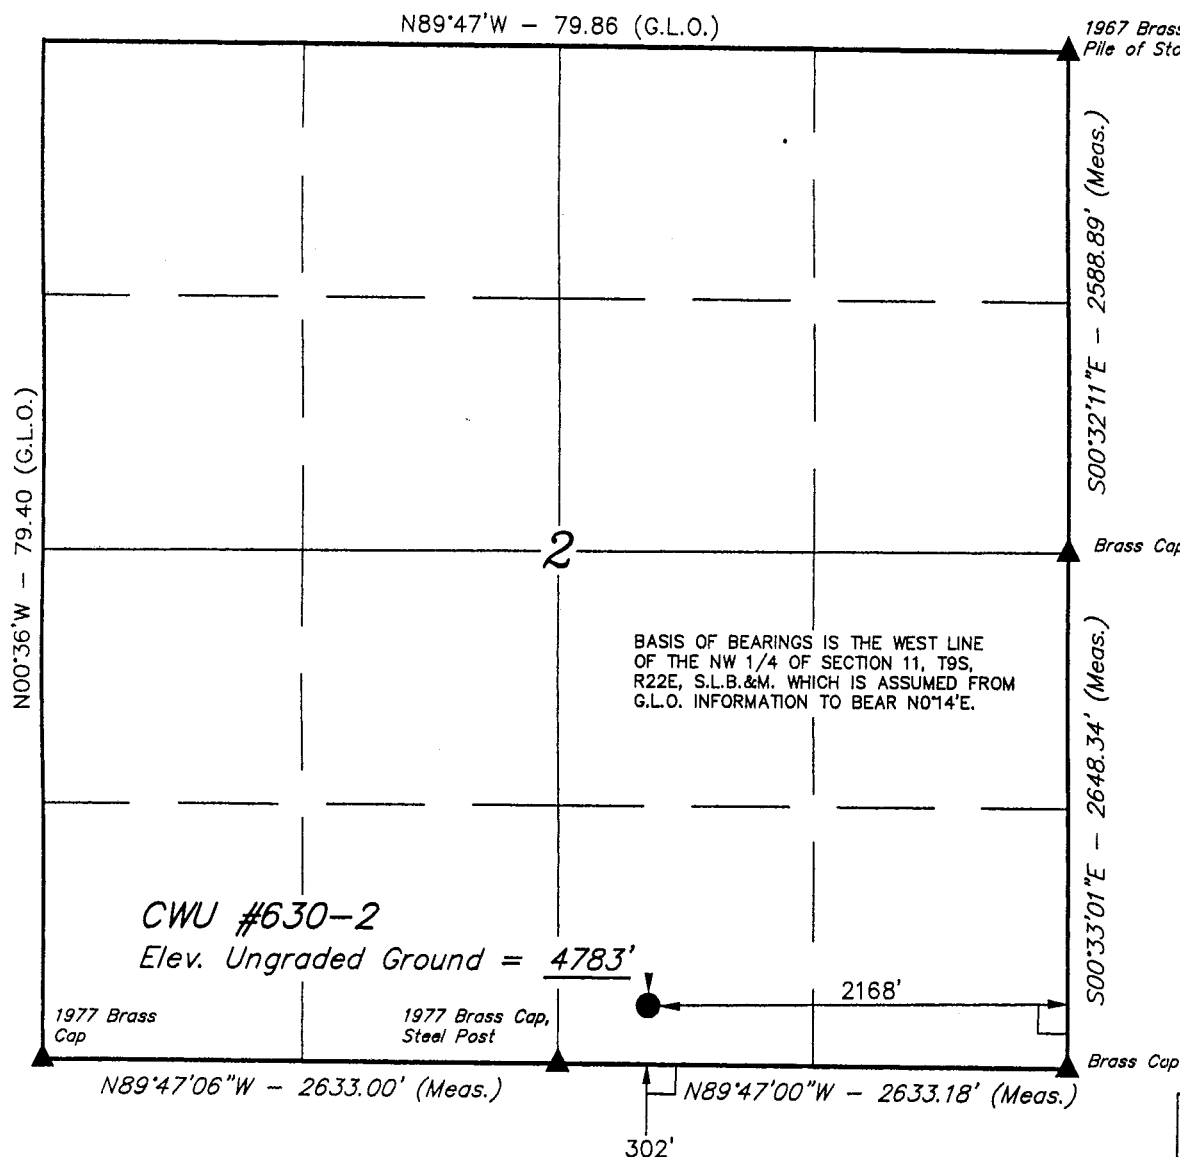 N89°47'W - 79.86 (G.L.O.)
1967 Brass
Pile of Sto
S00°32'11"E - 2588.89' (Meas.)
N00°36'W - 79.40 (G.L.O.)
2
Brass Cap
BASIS OF BEARINGS IS THE WEST LINE
OF THE NW 1/4 OF SECTION 11, T9S,
R22E, S.L.B.&M. WHICH IS ASSUMED FROM
G.L.O. INFORMATION TO BEAR N0°14'E.
S00°33'01"E - 2648.34' (Meas.)
CWU #630-2
Elev. Ungraded Ground = 4783'
2168'
1977 Brass
Cap
1977 Brass Cap,
Steel Post
Brass Cap
N89°47'06"W - 2633.00' (Meas.)
N89°47'00"W - 2633.18' (Meas.)
302'